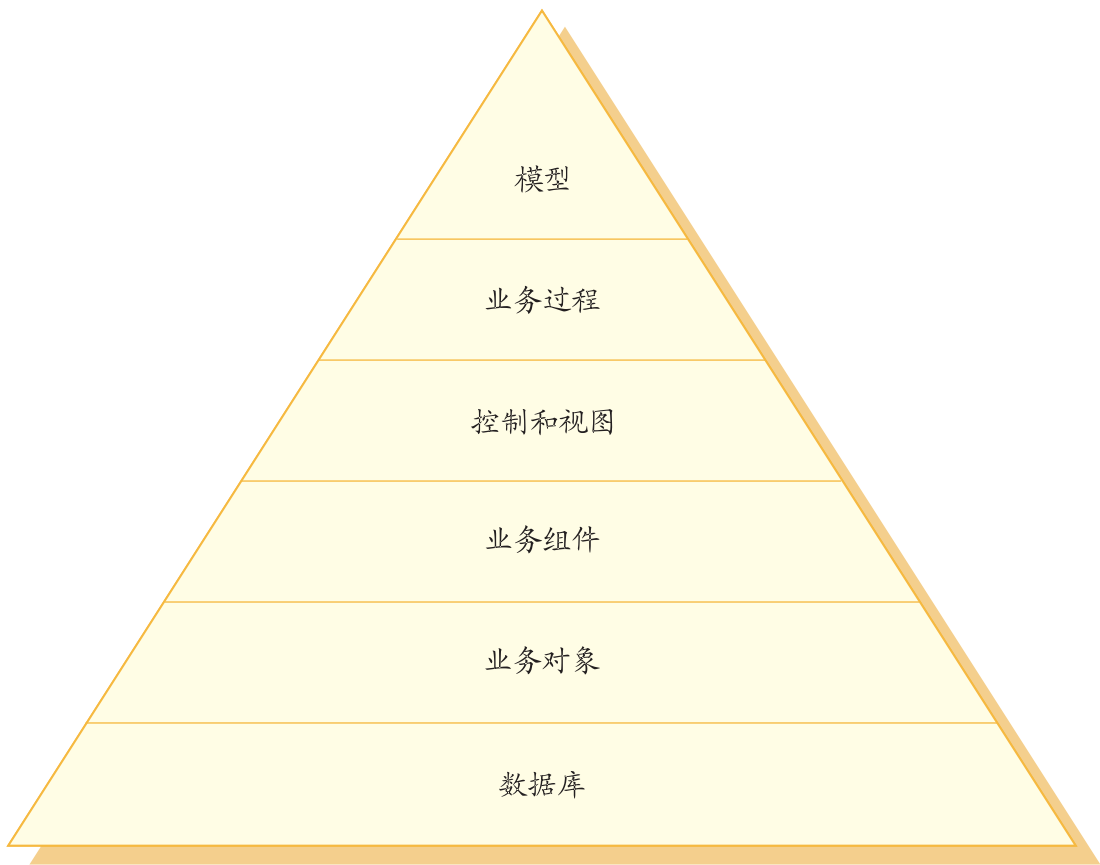 模型
业务过程
控制和视图
业务组件
业务对象
数据库